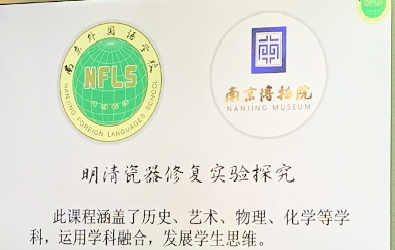 南京外国语学校
NFLS
1963
NANJING FOREIGN LANGUAGES SCHOOL
南京博物院
NANJING MUSEUM
NFLS
明清瓷器修复实验探究
此课程涵盖了历史、艺术、物理、化学等学
科，运用学科融合，发展学生思维。